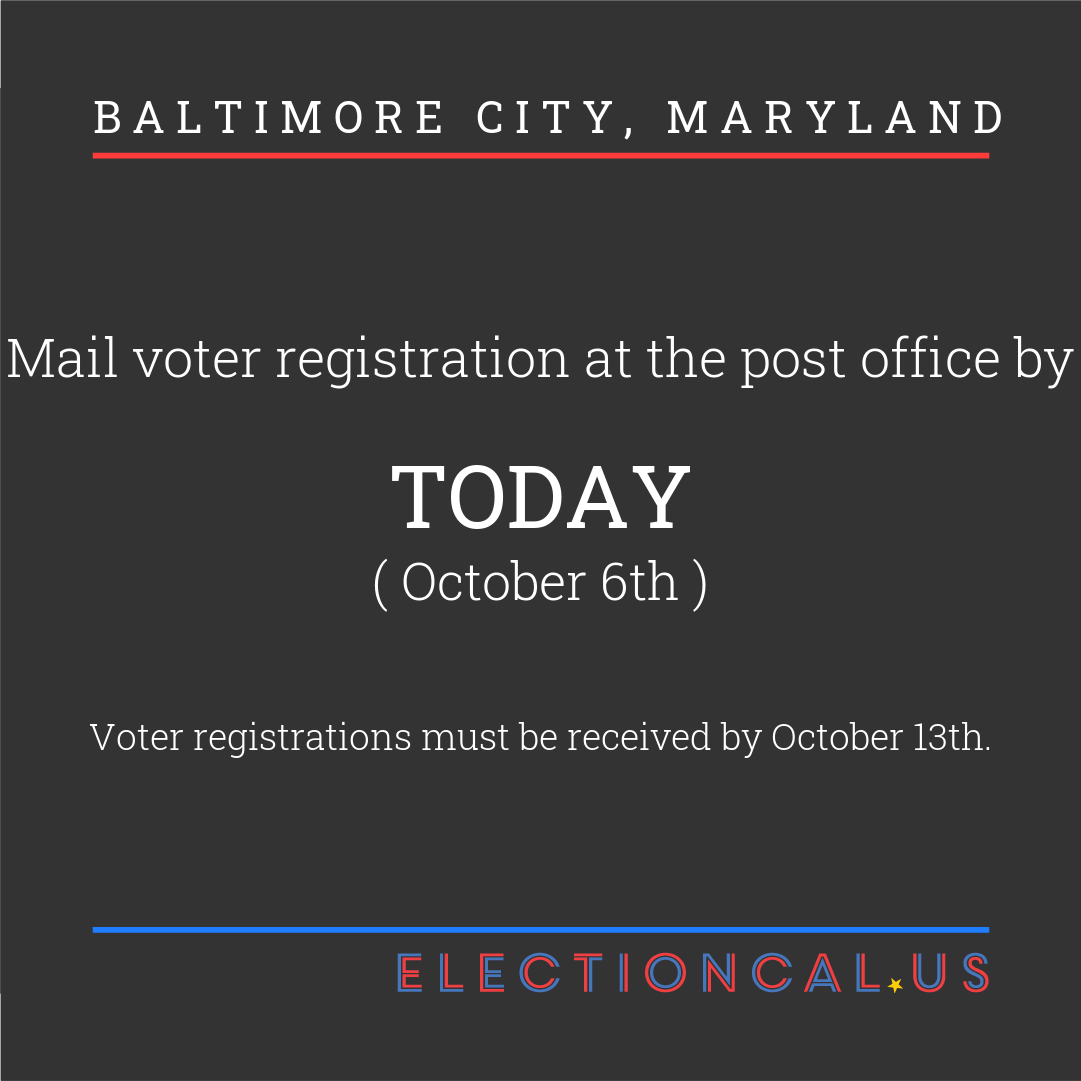 BALTIMORE CITY, MARYLAND
Mail voter registration at the post office by
TODAY
( October 6th )
Voter registrations must be received by October 13th.
ELECTIONCAL.US